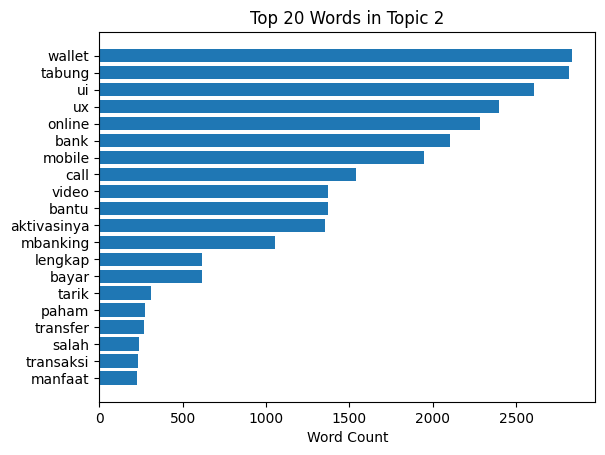 Top 20 Words in Topic 2
wallet
tabung
ui
ux
online
bank
mobile
call
video
bantu
aktivasinya
mbanking
lengkap
bayar
tarik
paham
transfer
salah
transaksi
manfaat
0 500 1000 1500 2000 2500
Word Count